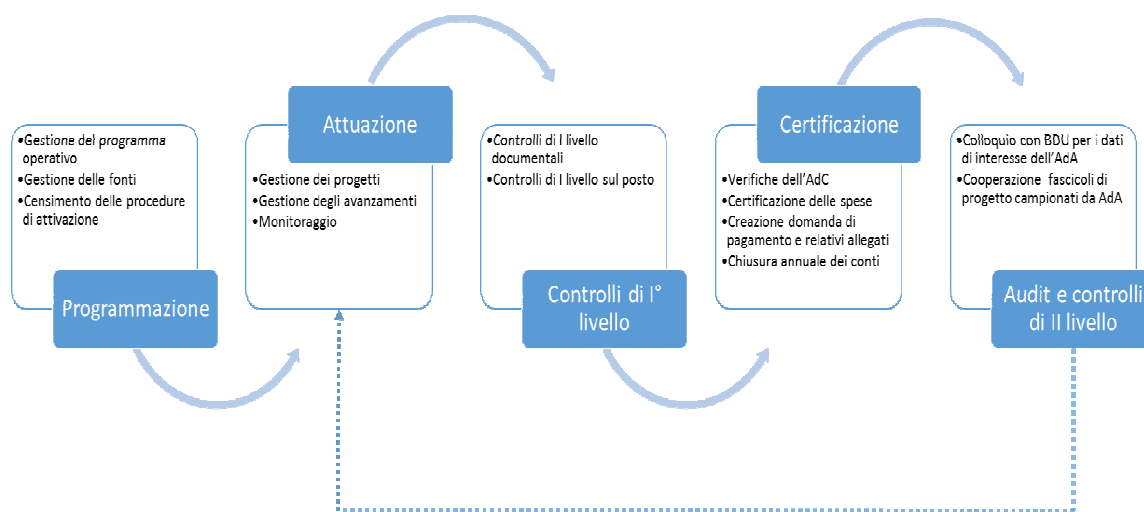 •Gestione del programma
operativo
•Gestione delle fonti
•Censimento delle procedure
di attivazione
Programmazione
Attuazione
•Gestione dei progetti
•Gestione degli avanzamenti
•Monitoraggio
•Controlli di I livello
documentali
•Controlli di I livello sul posto
Controlli di I°
livello
Certificazione
•Verifiche dell'AdC
•Certificazione delle spese
•Creazione domanda di
pagamento e relativi allegati
•Chiusura annuale dei conti
•Colloquio con BDU per i dati
di interesse dell'AdA
•Cooperazione fascicoli di
progetto campionati da AdA
Audit e controlli
di II livello